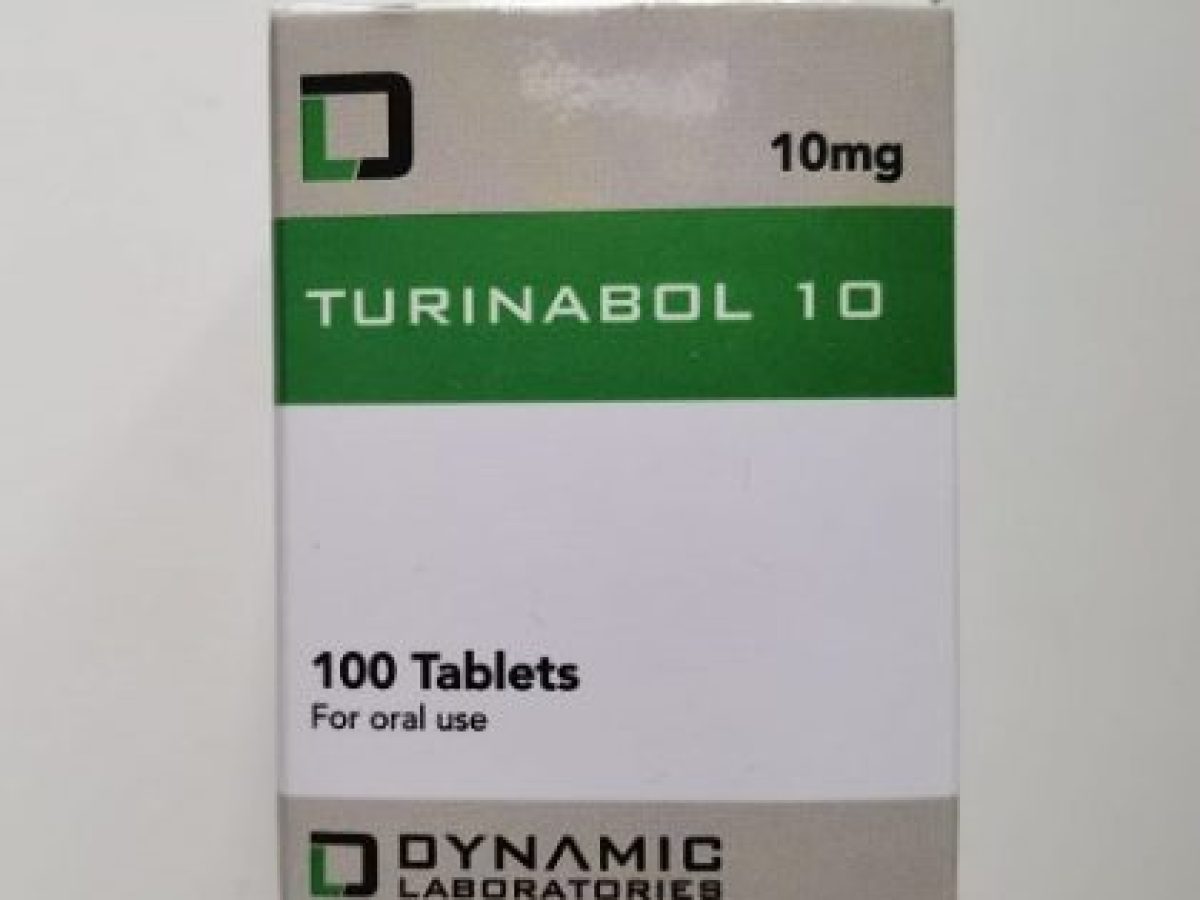 10mg
TURINABOL 10
100 Tablets
For oral use
DYNAMIC
LABORATORIES